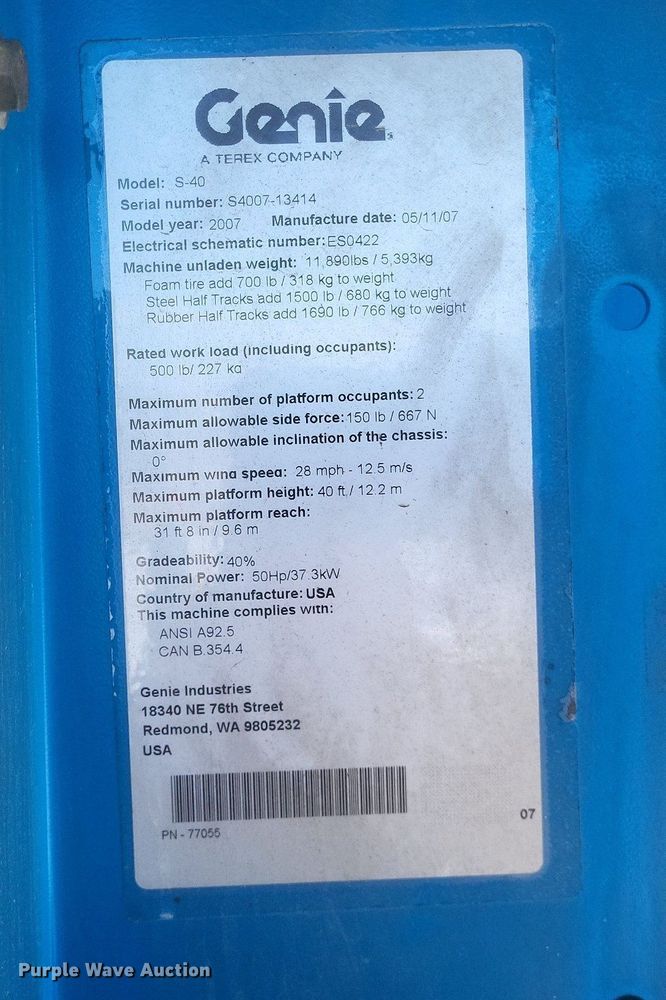 Genie
A TEREX COMPANY
Model: S-40
Serial number: S4007-13414
Model year: 2007 Manufacture date: 05/11/07
Electrical schematic number: ES0422
Machine unladen weight: 11,890lbs / 5,393kg
Foam tire add 700 lb / 318 kg to weight
Steel Half Tracks add 1500 lb / 680 kg to weight
Rubber Half Tracks add 1690 lb / 766 kg to weight
Rated work load (including occupants):
500 lb/ 227 kg
Maximum number of platform occupants: 2
Maximum allowable side force: 150 lb / 667 N
Maximum allowable inclination of the chassis:
0°
Maximum wind speed: 28 mph - 12.5 m/s
Maximum platform height: 40 ft / 12.2 m
Maximum platform reach:
31 ft 8 in / 9.6 m
Gradeability: 40%
Nominal Power: 50Hp/37.3kW
Country of manufacture: USA
This machine complies with:
ANSI A92.5
CAN B.354.4
Genie Industries
18340 NE 76th Street
Redmond, WA 9805232
USA
PN - 77055
07
Purple Wave Auction